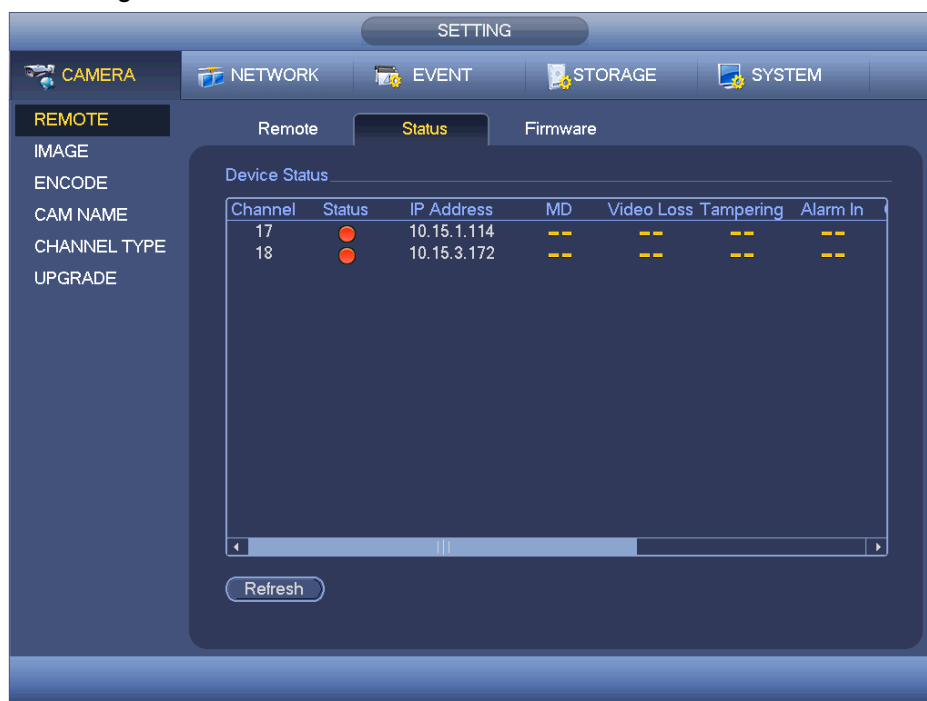 SETTING
CAMERA NETWORK EVENT STORAGE SYSTEM
REMOTE
IMAGE
ENCODE
CAM NAME
CHANNEL TYPE
UPGRADE
Remote Status Firmware
Device Status
Channel Status IP Address MD Video Loss Tampering Alarm In
17 10.15.1.114 -- -- -- --
18 10.15.3.172 -- -- -- --
Refresh